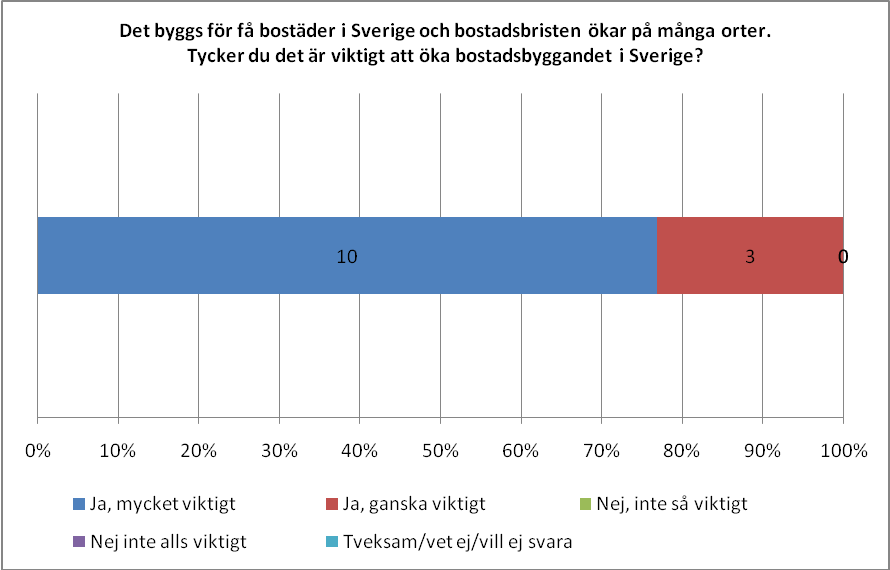 Det byggs för få bostäder i Sverige och bostadsbristen ökar på många orter.
Tycker du det är viktigt att öka bostadsbyggandet i Sverige?
10 3 0
0% 10% 20% 30% 40% 50% 60% 70% 80% 90% 100%
Ja, mycket viktigt Ja, ganska viktigt Nej, inte så viktigt
Nej inte alls viktigt Tveksam/vet ej/vill ej svara